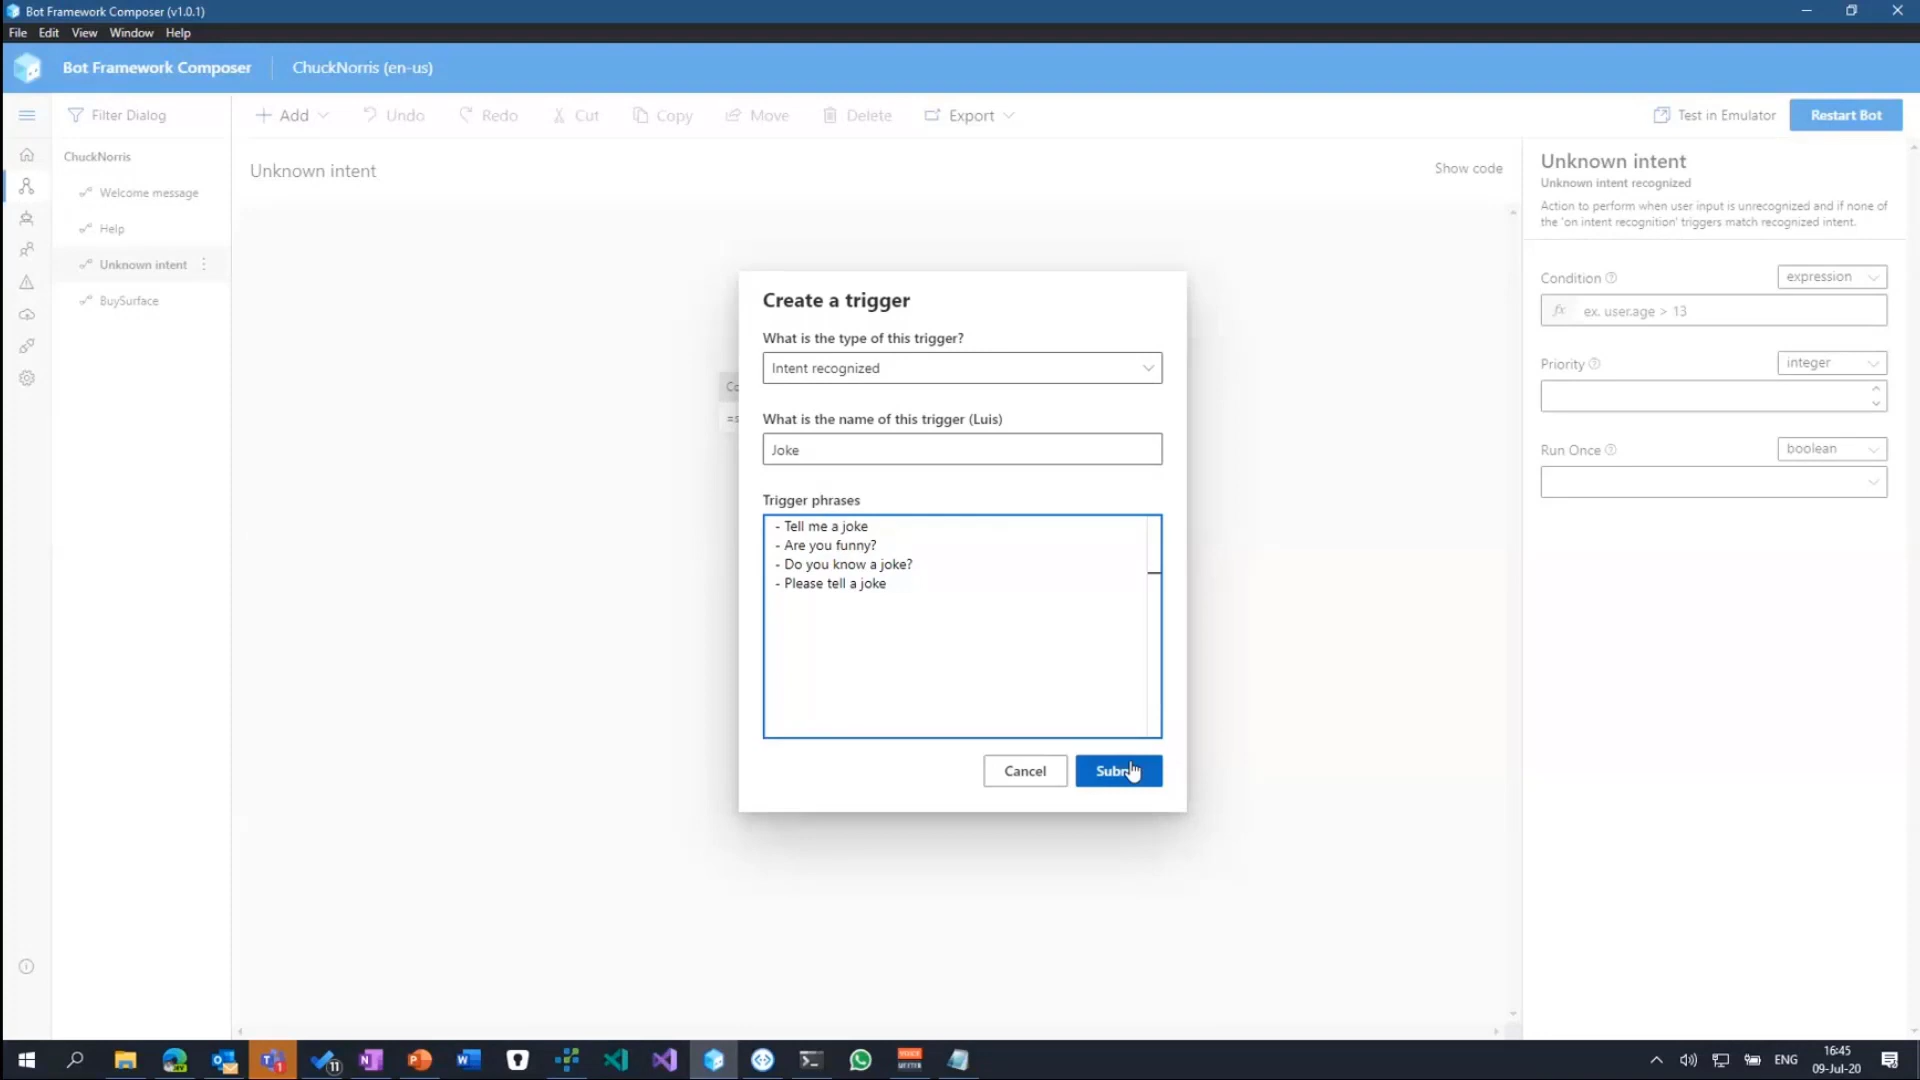 Bot Framework Composer (v1.0.1)
File Edit View Window Help
Bot Framework Composer ChuckNorris (en-us)
Filter Dialog Add Undo Redo Cut Copy Move Delete Export Test in Emulator Restart Bot
ChuckNorris
Welcome message
Help
Unknown intent
BuySurface
Unknown intent
Show code
Create a trigger
What is the type of this trigger?
Intent recognized
What is the name of this trigger (Luis)
Joke
Trigger phrases
- Tell me a joke
- Are you funny?
- Do you know a joke?
- Please tell a joke
Cancel
Unknown intent
Unknown intent recognized
Action to perform when user input is unrecognized and if none of
the 'on intent recognition' triggers match recognized intent.
Condition expression
fx ex. user.age > 13
Priority integer
Run Once boolean
11
ENG
16:45
09-Jul-20